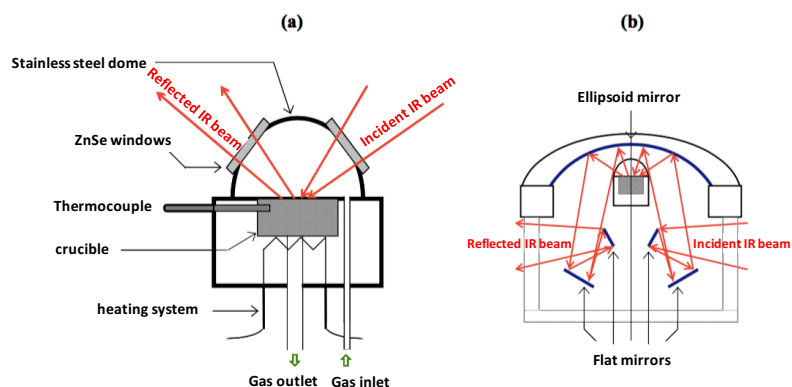 (a)
Stainless steel dome
Reflected IR beam
Incident IR beam
ZnSe windows
Thermocouple
crucible
heating system
Gas outlet
Gas inlet
(b)
Ellipsoid mirror
Reflected IR beam
Incident IR beam
Flat mirrors